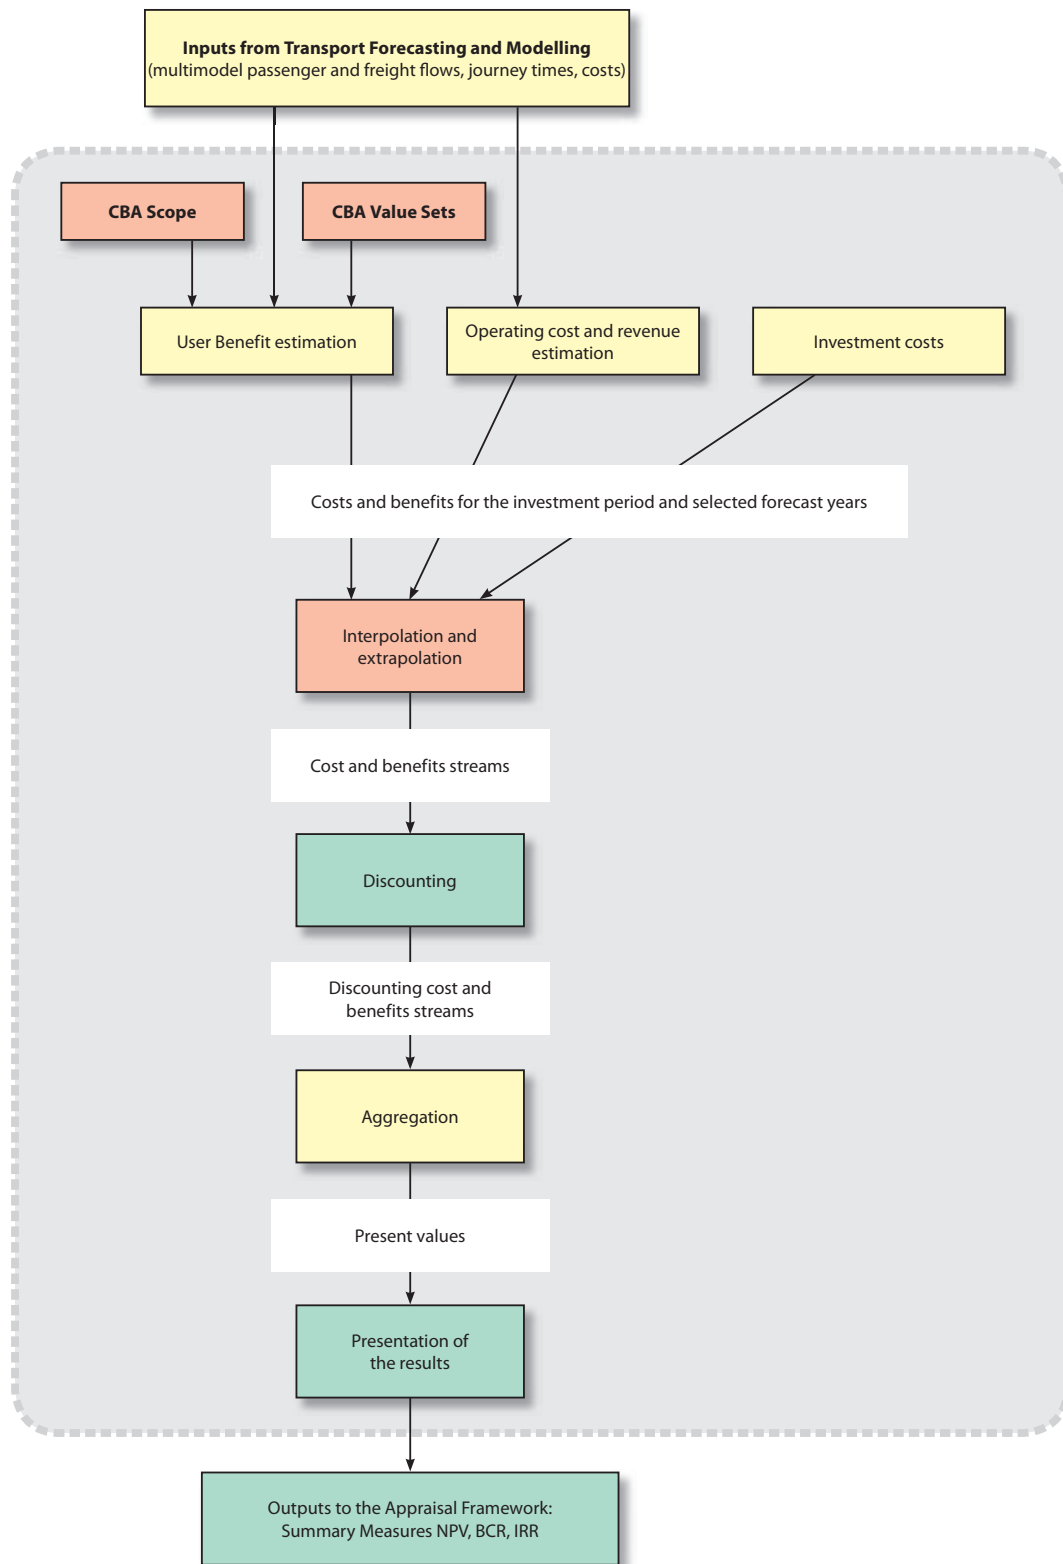 Inputs from Transport Forecasting and Modelling
(multimodel passenger and freight flows, journey times, costs)
CBA Scope
CBA Value Sets
User Benefit estimation
Operating cost and revenue
estimation
Investment costs
Costs and benefits for the investment period and selected forecast years
Interpolation and
extrapolation
Cost and benefits streams
Discounting
Discounting cost and
benefits streams
Aggregation
Present values
Presentation of
the results
Outputs to the Appraisal Framework:
Summary Measures NPV, BCR, IRR